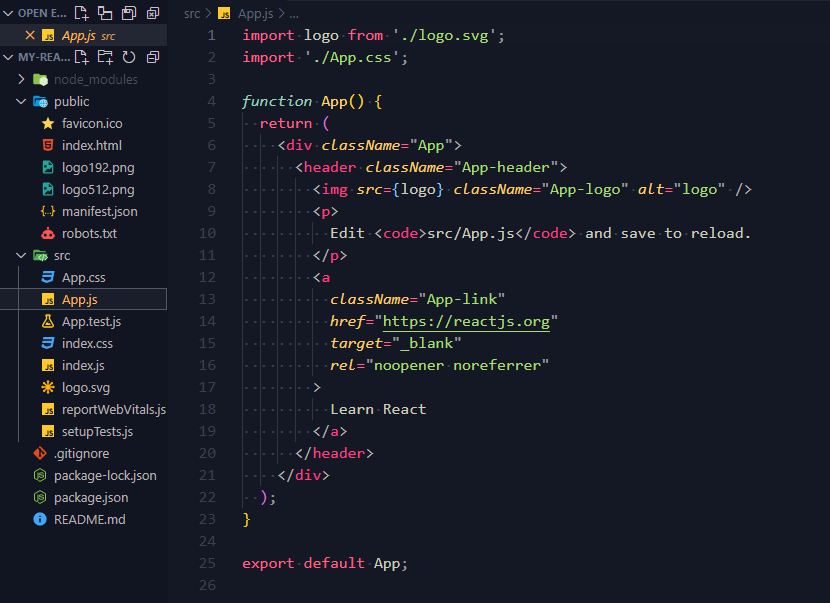 OPEN E...
App.js src
MY-REA...
node_modules
public
favicon.ico
index.html
logo192.png
logo512.png
manifest.json
robots.txt
src
App.css
App.js
App.test.js
index.css
index.js
logo.svg
reportWebVitals.js
setupTests.js
.gitignore
package-lock.json
package.json
README.md
src > JS App.js > ...
1 import logo from './logo.svg';
2 import './App.css';
3
4 function App() {
5   return (
6     <div className="App">
7       <header className="App-header">
8         <img src={logo} className="App-logo" alt="logo" />
9         <p>
10           Edit <code>src/App.js</code> and save to reload.
11         </p>
12         <a
13           className="App-link"
14           href="https://reactjs.org"
15           target="_blank"
16           rel="noopener noreferrer"
17         >
18           Learn React
19         </a>
20       </header>
21     </div>
22   );
23 }
24
25 export default App;
26